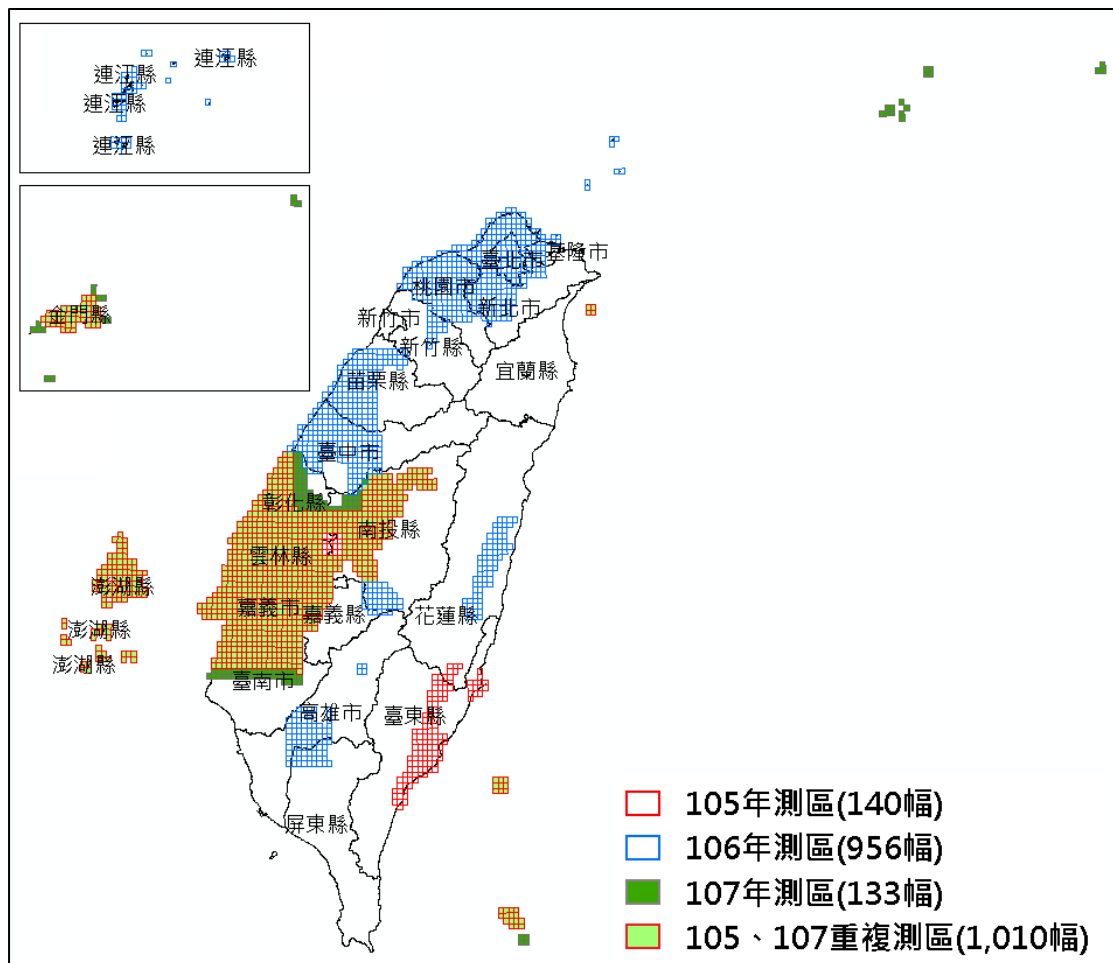 連江縣
連江縣
連江縣
連江縣
金門縣
基隆市
臺北市
桃園市
新北市
新竹市
新竹縣
宜蘭縣
苗栗縣
臺中市
彰化縣
南投縣
雲林縣
澎湖縣
嘉義市
嘉義縣
花蓮縣
澎湖縣
澎湖縣
臺南市
高雄市
臺東縣
屏東縣
105年測區(140幅)
106年測區(956幅)
107年測區(133幅)
105、107重複測區(1,010幅)